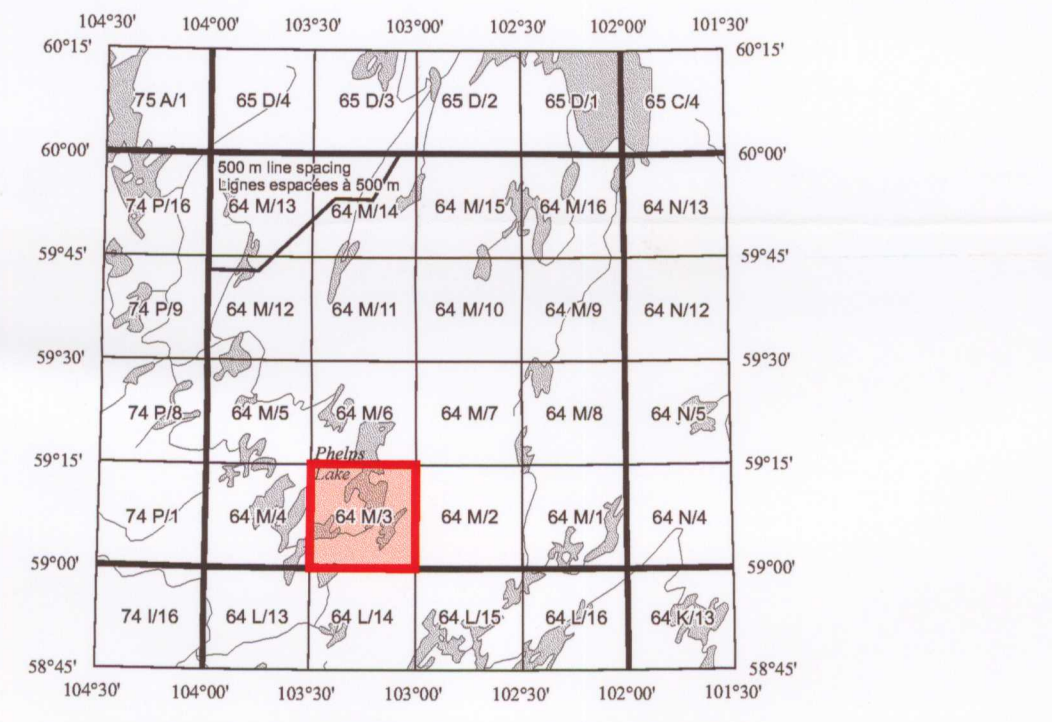 104°30' 104°00' 103°30' 103°00' 102°30' 102°00' 101°30'
60°15' 60°15'
75 A/1 65 D/4 65 D/3 65 D/2 65 D/1 65 C/4
60°00' 60°00'
500 m line spacing
Lignes espacées à 500 m
74 P/16 64 M/13 64 M/14 64 M/15 64 M/16 64 N/13
59°45' 59°45'
74 P/9 64 M/12 64 M/11 64 M/10 64 M/9 64 N/12
59°30' 59°30'
74 P/8 64 M/5 64 M/6 64 M/7 64 M/8 64 N/5
Phelps
59°15' 59°15'
Lake
74 P/1 64 M/4 64 M/3 64 M/2 64 M/1 64 N/4
59°00' 59°00'
74 I/16 64 L/13 64 L/14 64 L/15 64 L/16 64 K/13
58°45' 58°45'
104°30' 104°00' 103°30' 103°00' 102°30' 102°00' 101°30'